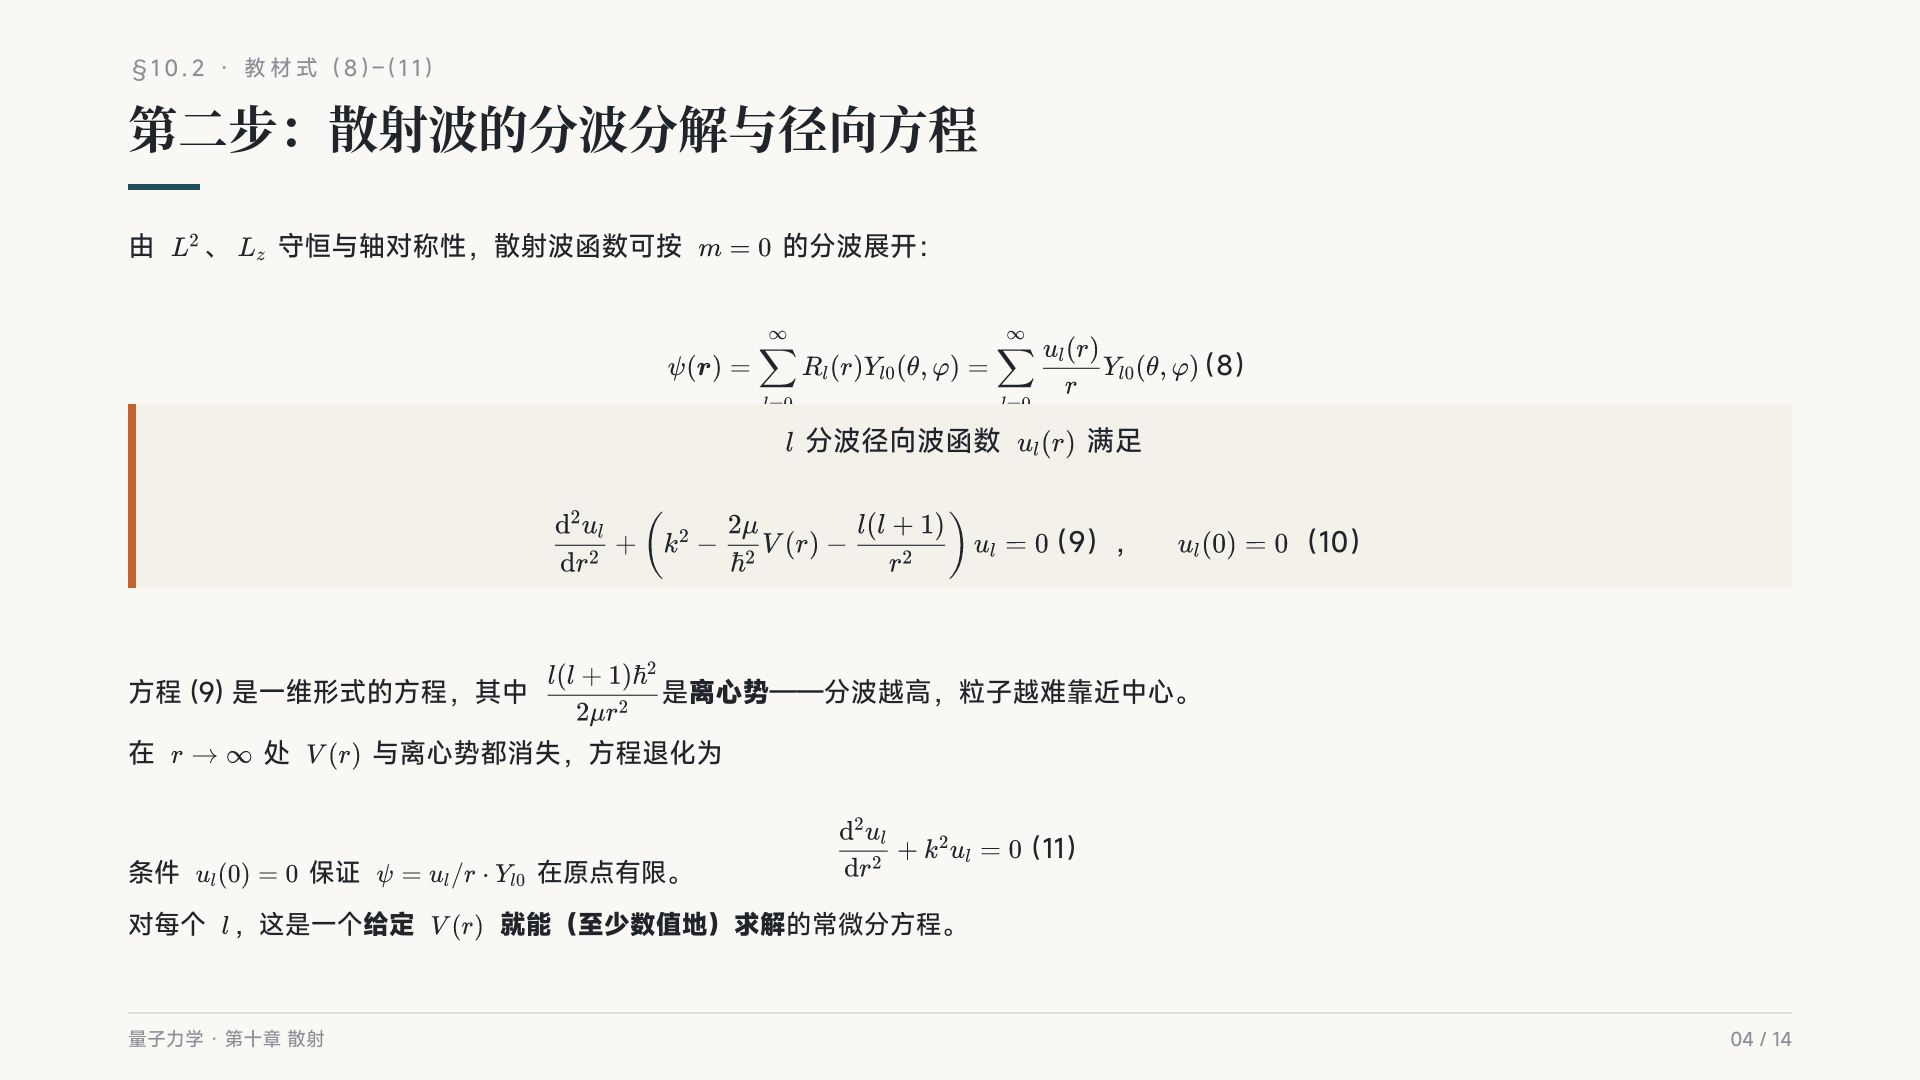 §10.2 · 教材式 (8)–(11)
第二步：散射波的分波分解与径向方程
由 L²、 L_z 守恒与轴对称性，散射波函数可按 m = 0 的分波展开：
ψ(r) = ∑_{l=0}^{∞} R_l(r)Y_{l0}(θ, φ) = ∑_{l=0}^{∞} \frac{u_l(r)}{r} Y_{l0}(θ, φ) (8)
l 分波径向波函数 u_l(r) 满足
\frac{d²u_l}{dr²} + ( k² − \frac{2μ}{ħ²} V(r) − \frac{l(l + 1)}{r²} ) u_l = 0 (9) ， u_l(0) = 0 (10)
方程 (9) 是一维形式的方程，其中 \frac{l(l + 1)ħ²}{2μr²} 是离心势——分波越高，粒子越难靠近中心。
在 r → ∞ 处 V(r) 与离心势都消失，方程退化为
\frac{d²u_l}{dr²} + k²u_l = 0 (11)
条件 u_l(0) = 0 保证 ψ = u_l/r · Y_{l0} 在原点有限。
对每个 l，这是一个给定 V(r) 就能（至少数值地）求解的常微分方程。
量子力学 · 第十章 散射
04 / 14